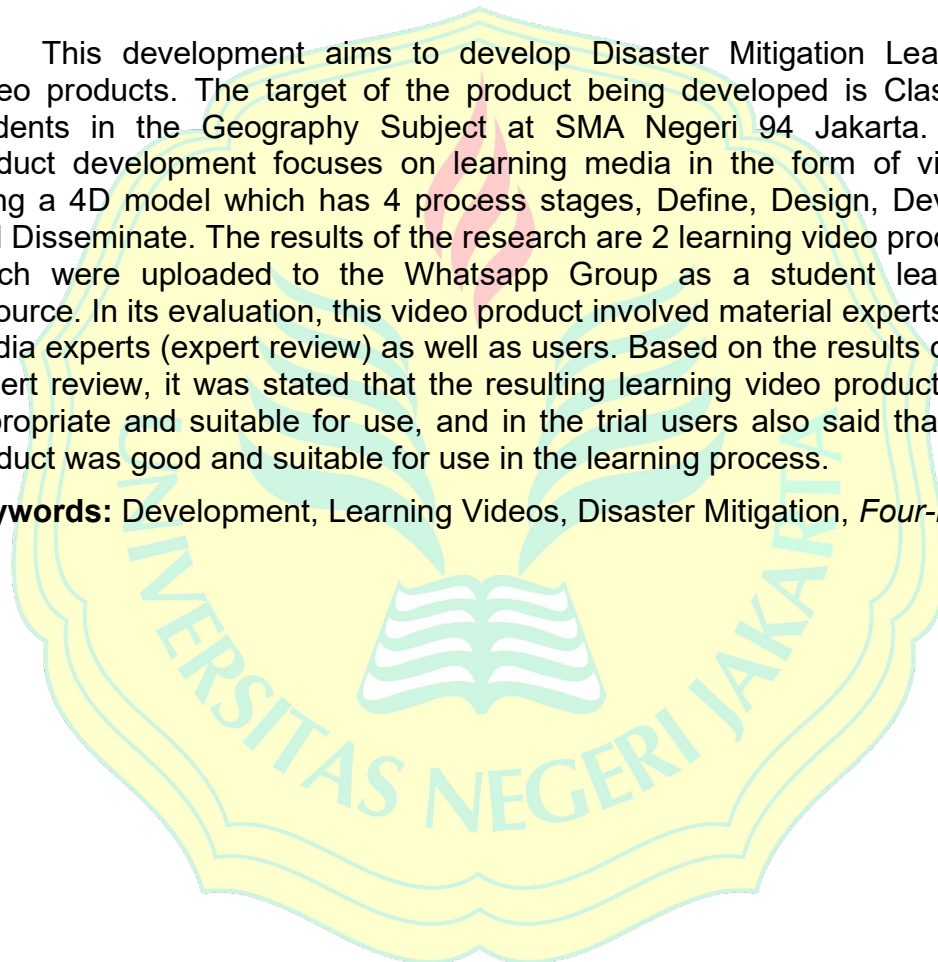 This development aims to develop Disaster Mitigation Lea
eo products. The target of the product being developed is Clas
dents in the Geography Subject at SMA Negeri 94 Jakarta.
duct development focuses on learning media in the form of vi
ng a 4D model which has 4 process stages, Define, Design, Dev
d Disseminate. The results of the research are 2 learning video prod
ch were uploaded to the Whatsapp Group as a student lea
ource. In its evaluation, this video product involved material experts
dia experts (expert review) as well as users. Based on the results o
ert review, it was stated that the resulting learning video product
propriate and suitable for use, and in the trial users also said tha
duct was good and suitable for use in the learning process.
ywords: Development, Learning Videos, Disaster Mitigation, Four-
UNIVERSITAS NEGERI JAKARTA